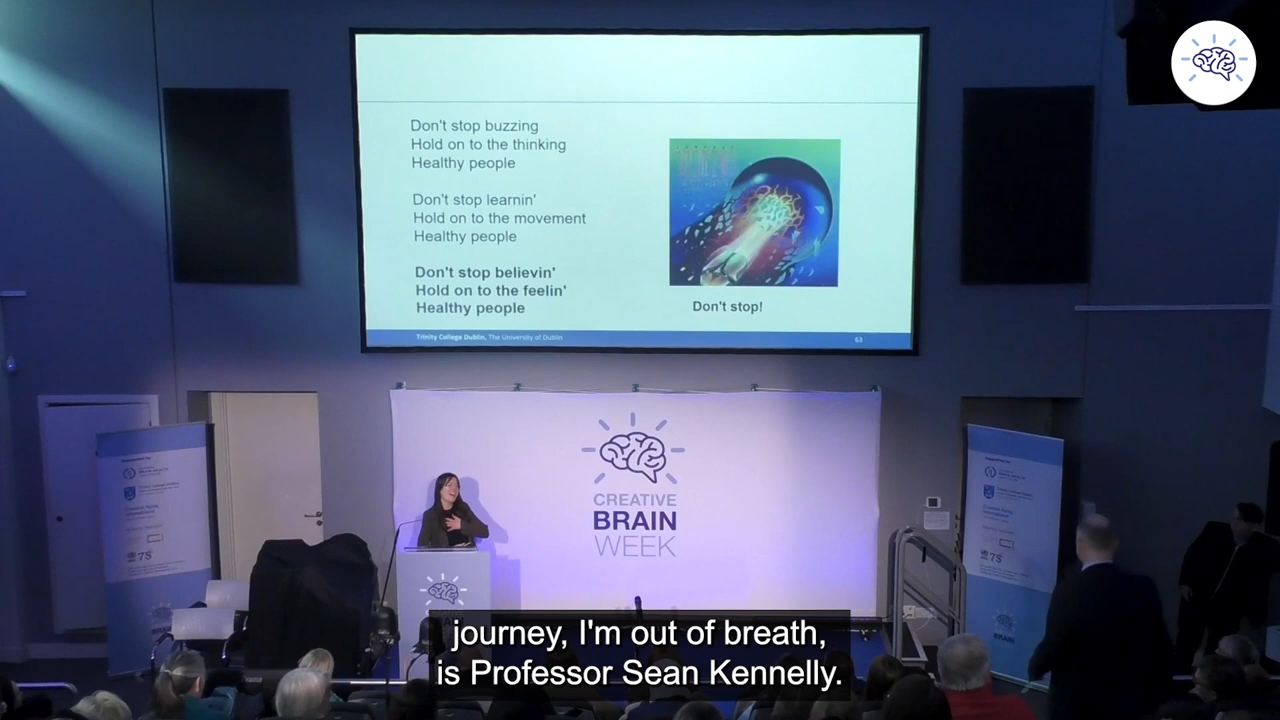 Don't stop buzzing
Hold on to the thinking
Healthy people
Don't stop learnin'
Hold on to the movement
Healthy people
Don't stop believin'
Hold on to the feelin'
Healthy people
Don't stop!
Trinity College Dublin, The University of Dublin
63
CREATIVE
BRAIN
WEEK
BRAIN
journey, I'm out of breath,
is Professor Sean Kennelly.